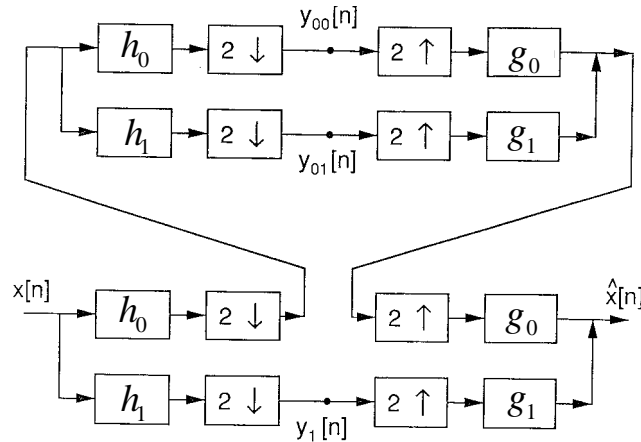 y₀₀[n]
h₀ 2 ↓ 2 ↑ g₀
h₁ 2 ↓ 2 ↑ g₁
y₀₁[n]
x[n] x̂[n]
h₀ 2 ↓ 2 ↑ g₀
h₁ 2 ↓ 2 ↑ g₁
y₁[n]